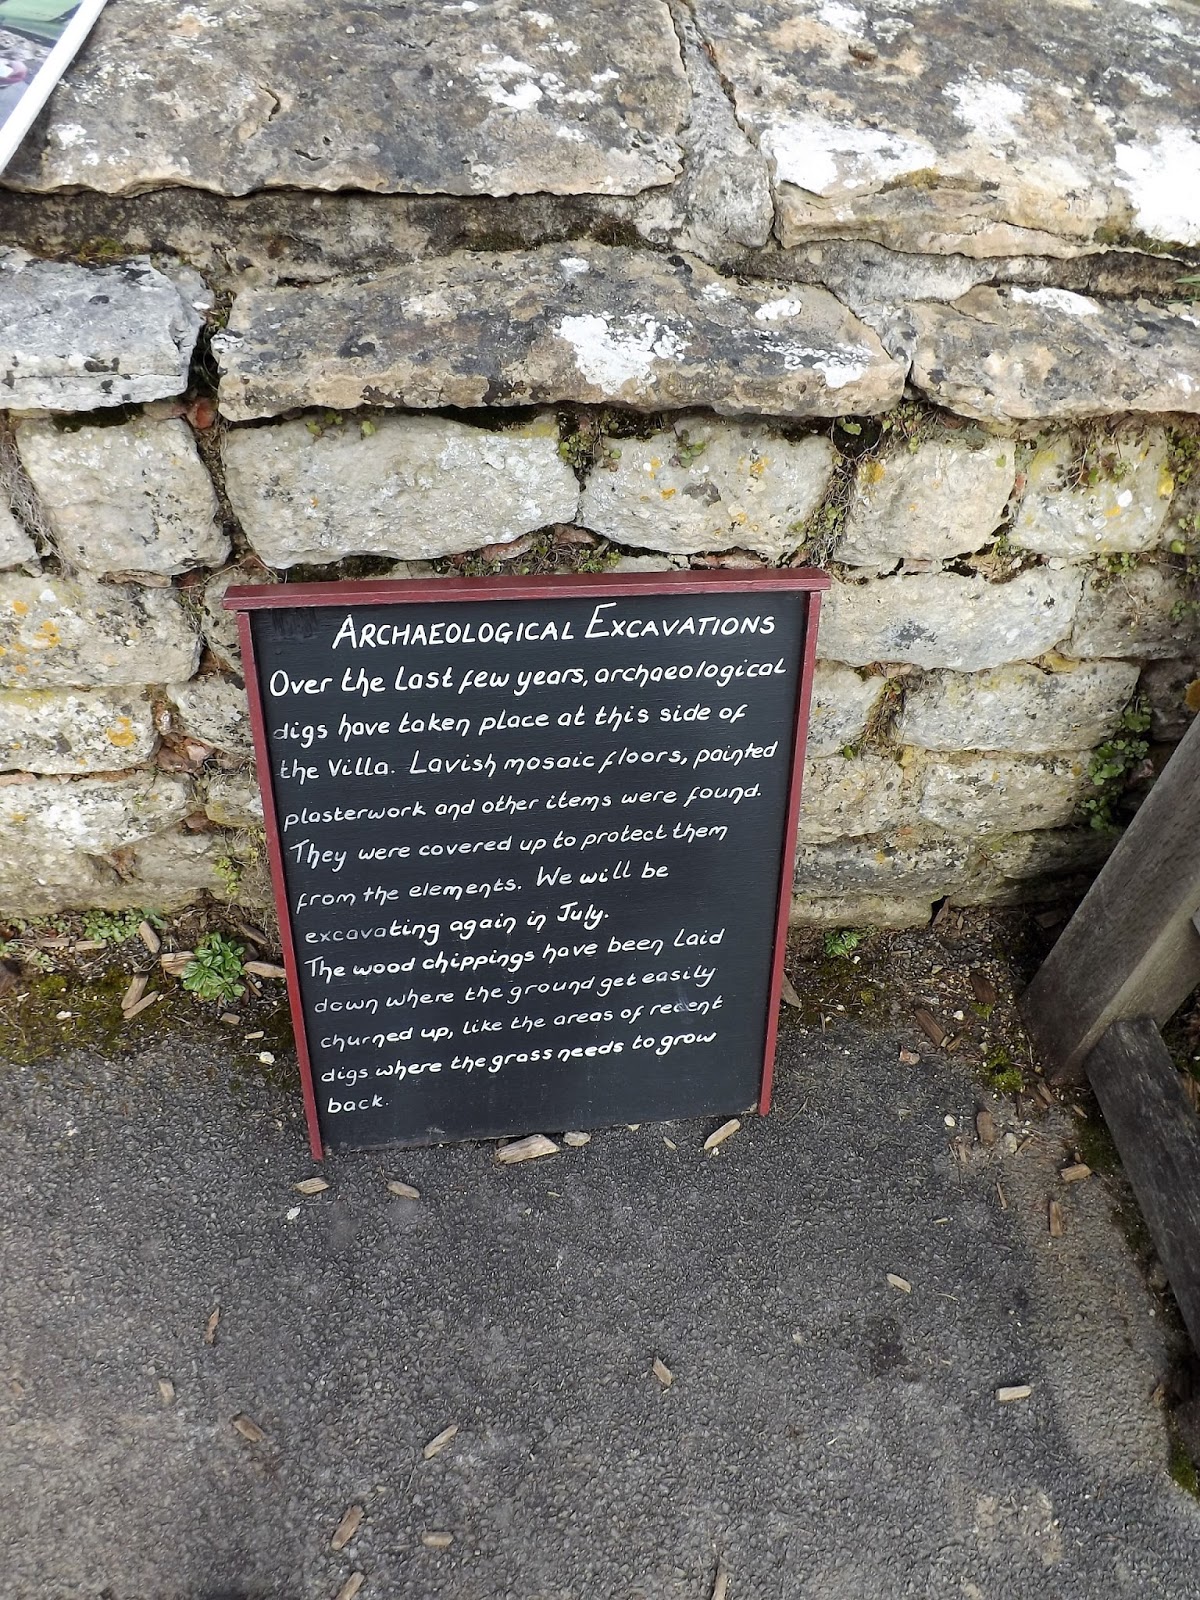 ARCHAEOLOGICAL EXCAVATIONS
Over the last few years, archaeological
digs have taken place at this side of
the Villa. Lavish mosaic floors, painted
plasterwork and other items were found.
They were covered up to protect them
from the elements. We will be
excavating again in July.
The wood chippings have been laid
down where the ground get easily
churned up, like the areas of recent
digs where the grass needs to grow
back.